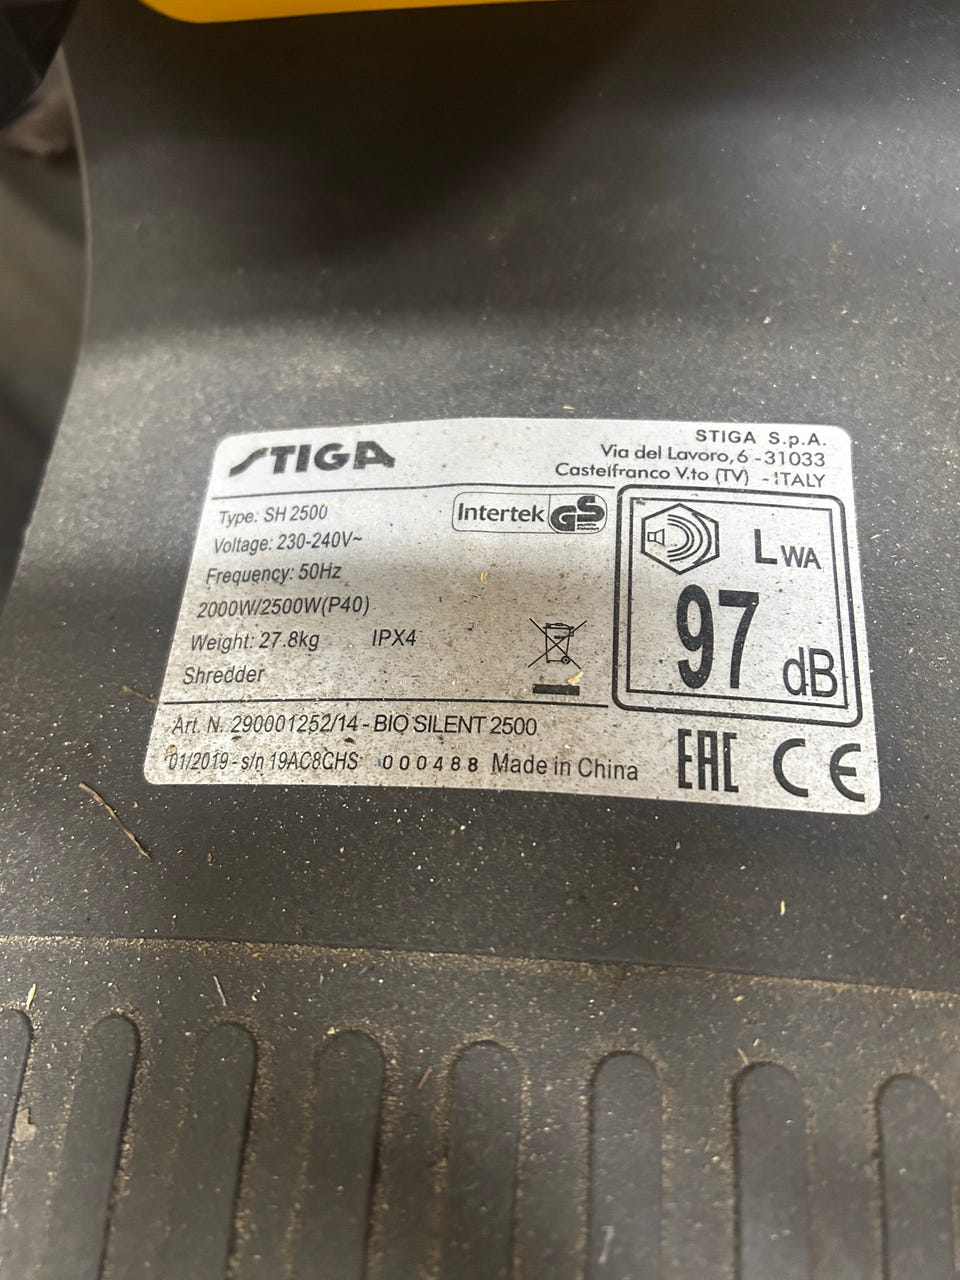 STIGA
STIGA S.p.A.
Via del Lavoro, 6 - 31033
Castelfranco V.to (TV) - ITALY
Type: SH 2500
Intertek GS
Voltage: 230-240V~
Frequency: 50Hz
2000W/2500W(P40)
Weight: 27.8kg IPX4
Shredder
LWA
97 dB
Art. N. 290001252/14 - BIO SILENT 2500
01/2019 - s/n 19AC8CHS 000488 Made in China
EAC CE